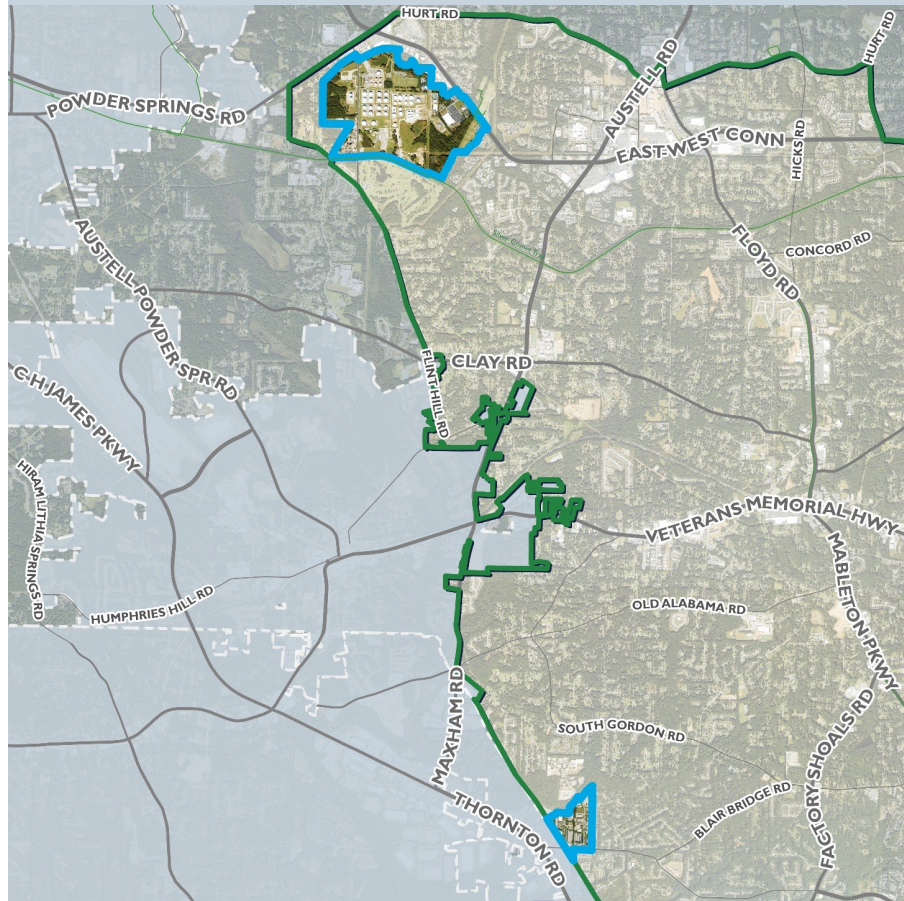 HURT RD
HURT RD
AUSTELL RD
POWDER SPRINGS RD
EAST WEST CONN
HICKS RD
Silver Comet Trl
CONCORD RD
FLOYD RD
AUSTELL POWDER SPR RD
CLAY RD
FLINT HILL RD
C H JAMES PKWY
HIRAM LITHIA SPRINGS RD
VETERANS MEMORIAL HWY
MABLETON PKWY
HUMPHRIES HILL RD
OLD ALABAMA RD
MAXHAM RD
SOUTH GORDON RD
FACTORY SHOALS RD
BLAIR BRIDGE RD
THORNTON RD